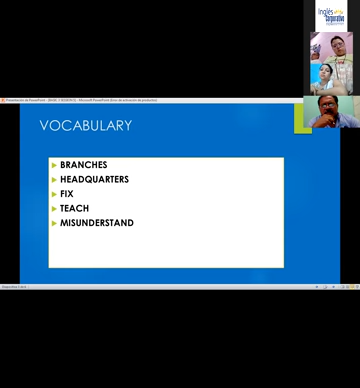 Inglés
corporativo
VOCABULARY
BRANCHES
HEADQUARTERS
FIX
TEACH
MISUNDERSTAND